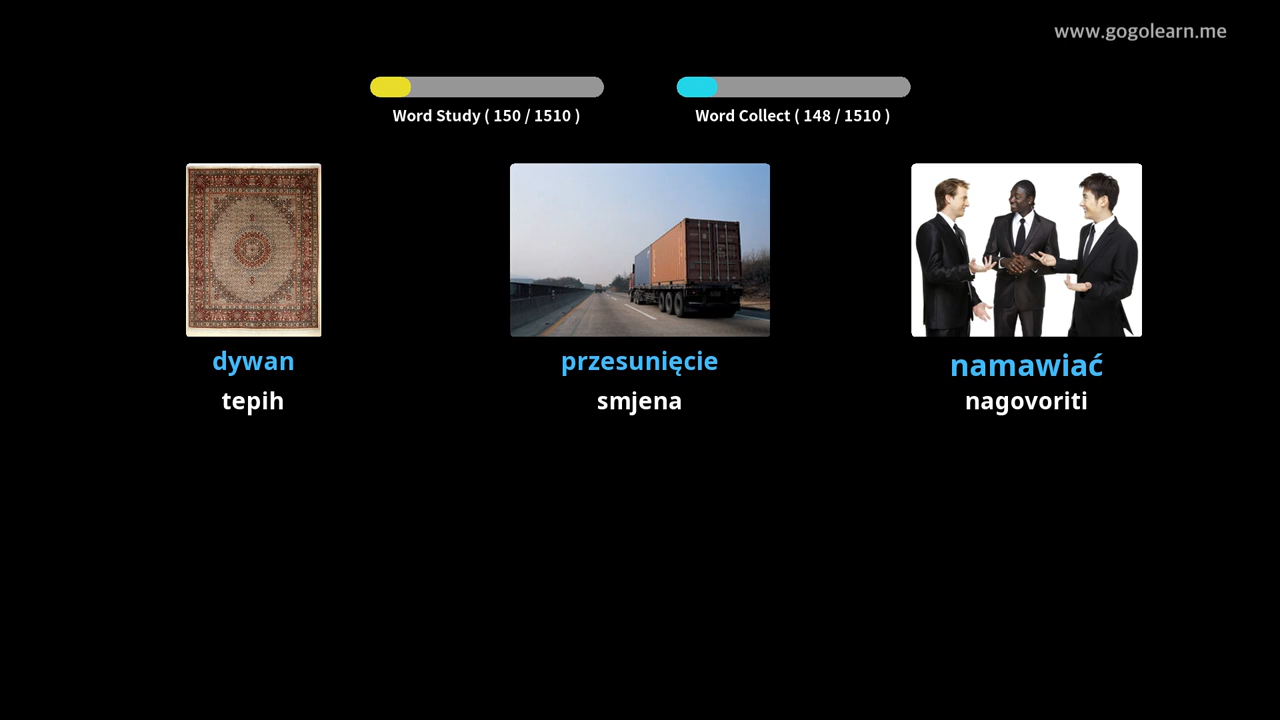 www.gogolearn.me
Word Study ( 150 / 1510 )
Word Collect ( 148 / 1510 )
dywan
tepih
przesunięcie
smjena
namawiać
nagovoriti